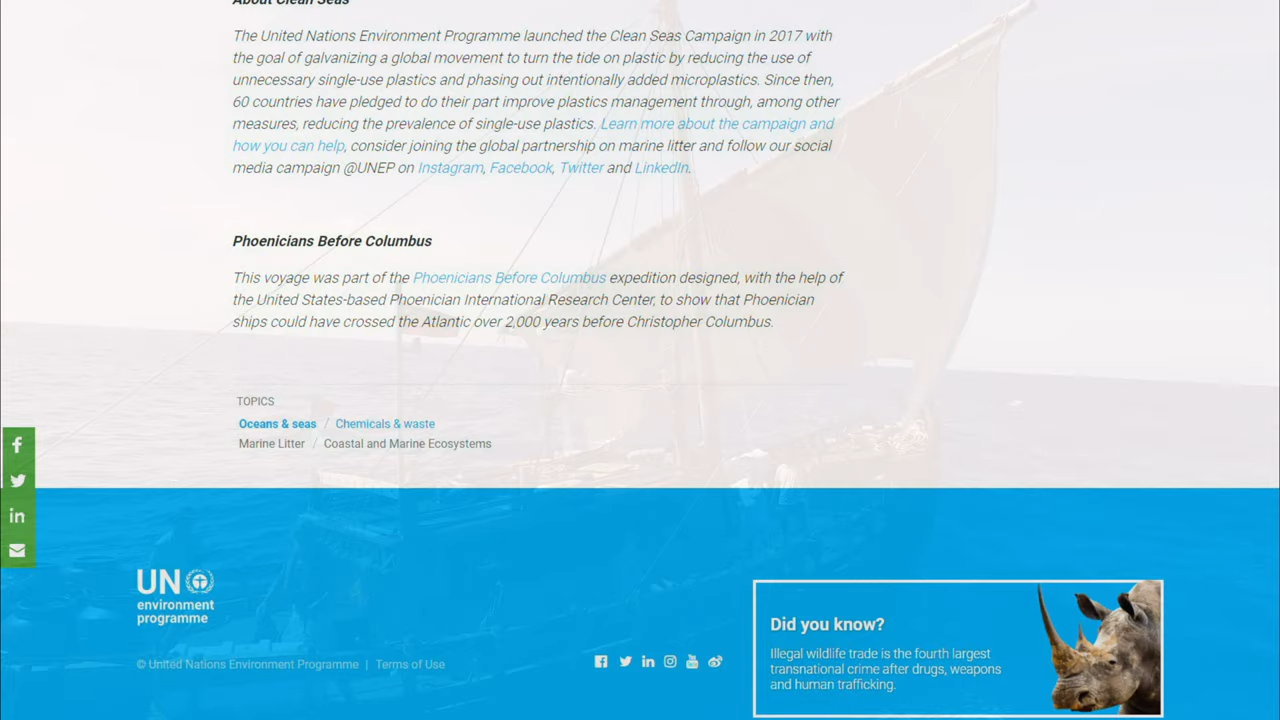 About Clean Seas
The United Nations Environment Programme launched the Clean Seas Campaign in 2017 with
the goal of galvanizing a global movement to turn the tide on plastic by reducing the use of
unnecessary single-use plastics and phasing out intentionally added microplastics. Since then,
60 countries have pledged to do their part improve plastics management through, among other
measures, reducing the prevalence of single-use plastics. Learn more about the campaign and
how you can help, consider joining the global partnership on marine litter and follow our social
media campaign @UNEP on Instagram, Facebook, Twitter and LinkedIn.
Phoenicians Before Columbus
This voyage was part of the Phoenicians Before Columbus expedition designed, with the help of
the United States-based Phoenician International Research Center, to show that Phoenician
ships could have crossed the Atlantic over 2,000 years before Christopher Columbus.
TOPICS
Oceans & seas / Chemicals & waste
Marine Litter / Coastal and Marine Ecosystems
UN
environment
programme
© United Nations Environment Programme | Terms of Use
Did you know?
Illegal wildlife trade is the fourth largest
transnational crime after drugs, weapons
and human trafficking.